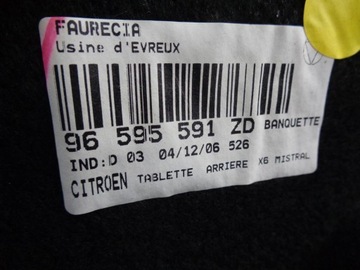 FAURECIA
Usine d'EVREUX
96 595 591 ZD BANQUETTE
IND:D 03 04/12/06 526
CITROEN TABLETTE ARRIERE X6 MISTRAL